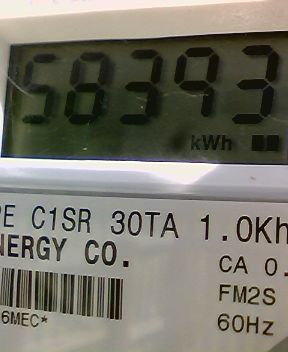 58393
kWh
PE C1SR 30TA 1.0Kh
NERGY CO.
CA 0.
FM2S
6MEC*
60Hz